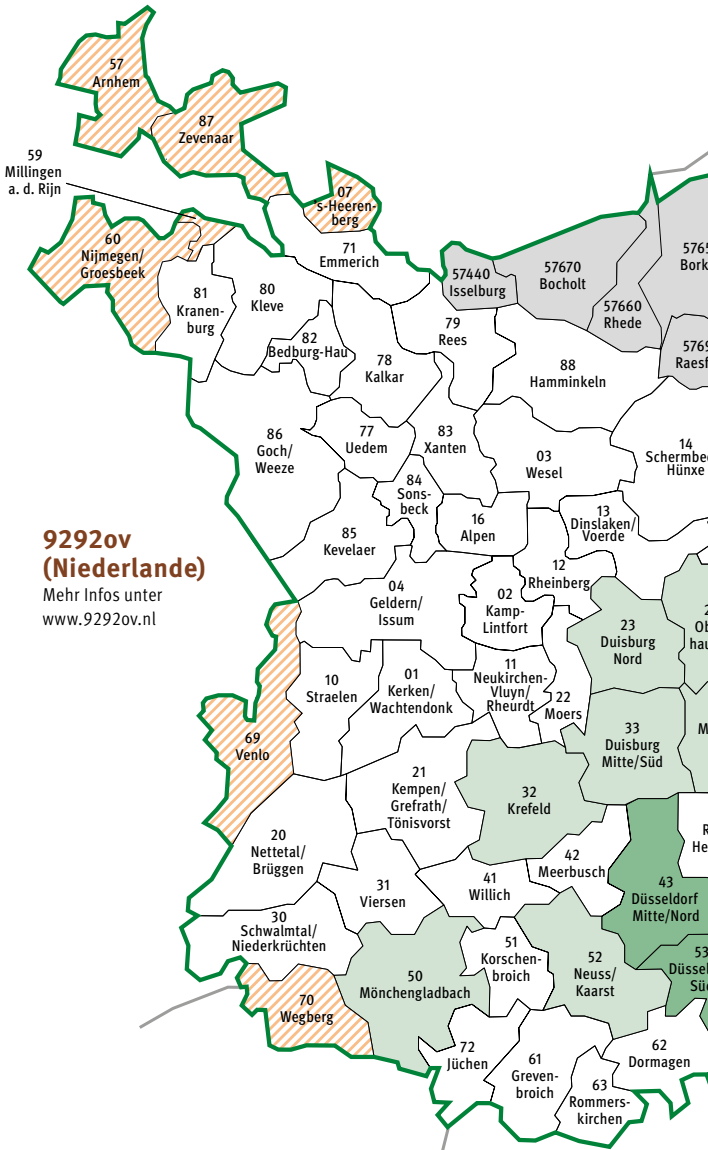 57
Arnhem
87
Zevenaar
59
Millingen
a. d. Rijn
07
's-Heeren-
berg
60
Nijmegen/
Groesbeek
71
Emmerich
57440
Isselburg
57670
Bocholt
57660
Rhede
81
Kranen-
burg
80
Kleve
82
Bedburg-Hau
78
Kalkar
79
Rees
88
Hamminkeln
86
Goch/
Weeze
77
Uedem
83
Xanten
03
Wesel
14
Hünxe
84
Sons-
beck
16
Alpen
13
Dinslaken/
Voerde
85
Kevelaer
9292ov
(Niederlande)
Mehr Infos unter
www.9292ov.nl
04
Geldern/
Issum
02
Kamp-
Lintfort
12
Rheinberg
23
Duisburg
Nord
10
Straelen
01
Kerken/
Wachtendonk
11
Neukirchen-
Vluyn/
Rheurdt
22
Moers
69
Venlo
33
Duisburg
Mitte/Süd
21
Kempen/
Grefrath/
Tönisvorst
32
Krefeld
20
Nettetal/
Brüggen
42
Meerbusch
31
Viersen
41
Willich
43
Düsseldorf
Mitte/Nord
30
Schwalmtal/
Niederkrüchten
51
Korschen-
broich
52
Neuss/
Kaarst
50
Mönchengladbach
70
Wegberg
72
Jüchen
61
Greven-
broich
62
Dormagen
63
Rommers-
kirchen